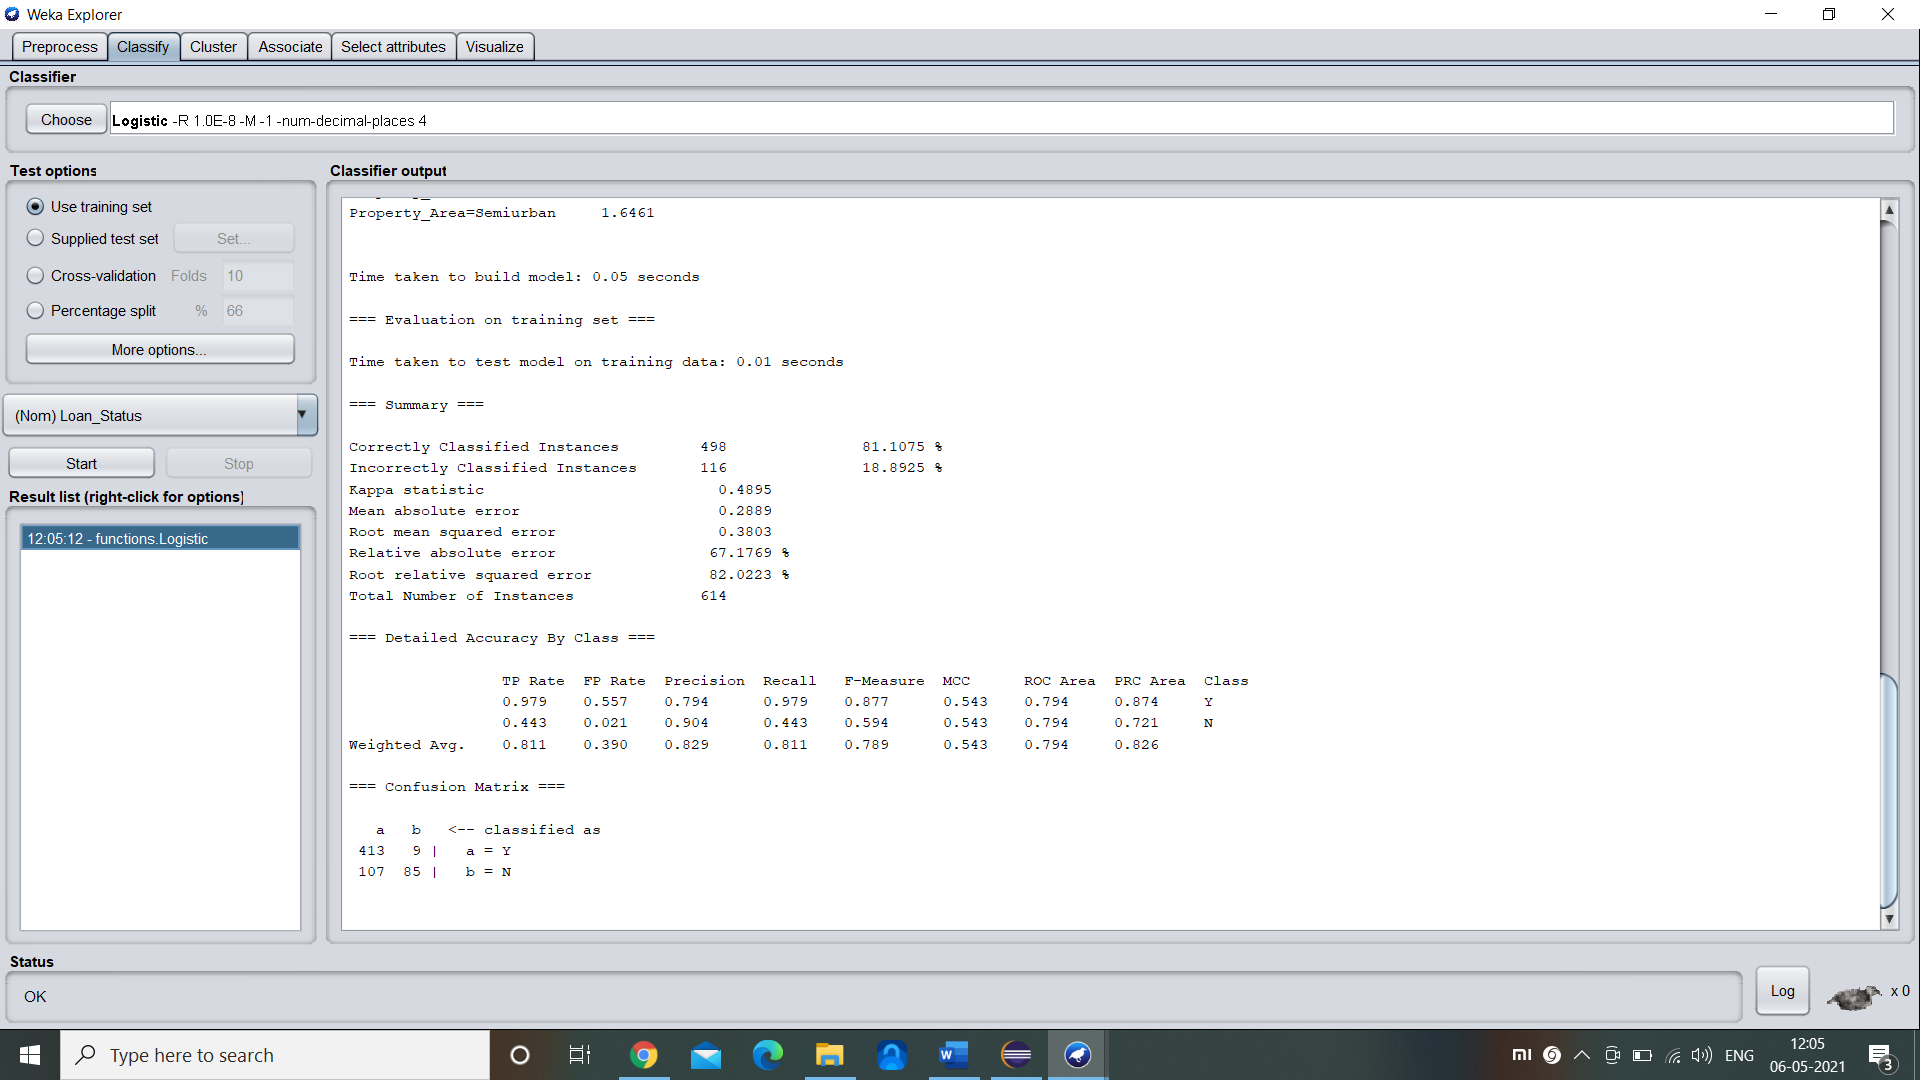 Weka Explorer
Preprocess Classify Cluster Associate Select attributes Visualize
Classifier
Choose Logistic -R 1.0E-8 -M -1 -num-decimal-places 4
Test options
Use training set
Supplied test set Set...
Cross-validation Folds 10
Percentage split % 66
More options...
(Nom) Loan_Status
Start Stop
Result list (right-click for options)
12:05:12 - functions.Logistic
Classifier output
Property_Area=Semiurban 1.6461
Time taken to build model: 0.05 seconds
=== Evaluation on training set ===
Time taken to test model on training data: 0.01 seconds
=== Summary ===
Correctly Classified Instances 498 81.1075 %
Incorrectly Classified Instances 116 18.8925 %
Kappa statistic 0.4895
Mean absolute error 0.2889
Root mean squared error 0.3803
Relative absolute error 67.1769 %
Root relative squared error 82.0223 %
Total Number of Instances 614
=== Detailed Accuracy By Class ===
TP Rate FP Rate Precision Recall F-Measure MCC ROC Area PRC Area Class
0.979 0.557 0.794 0.979 0.877 0.543 0.794 0.874 Y
0.443 0.021 0.904 0.443 0.594 0.543 0.794 0.721 N
Weighted Avg. 0.811 0.390 0.829 0.811 0.789 0.543 0.794 0.826
=== Confusion Matrix ===
a b <-- classified as
413 9 | a = Y
107 85 | b = N
Status
OK
Log x 0
Type here to search
W
mi
ENG
12:05
06-05-2021
3